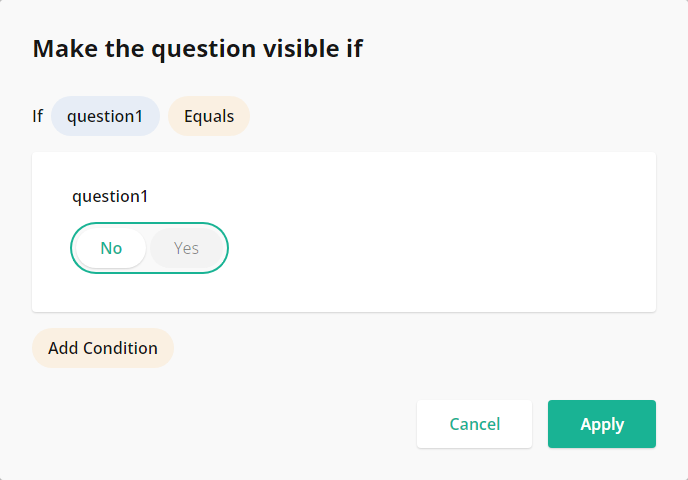 Make the question visible if
If question1 Equals
question1
No Yes
Add Condition
Cancel Apply